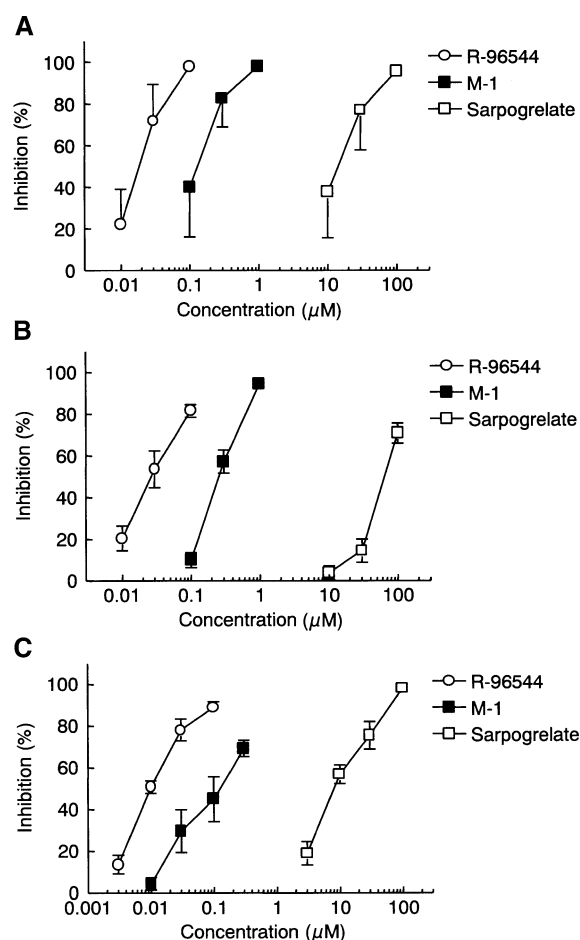 A
Inhibition (%)
100
80
60
40
20
0
0.01 0.1 1 10 100
Concentration (μM)
R-96544
M-1
Sarpogrelate
B
Inhibition (%)
100
80
60
40
20
0
0.01 0.1 1 10 100
Concentration (μM)
R-96544
M-1
Sarpogrelate
C
Inhibition (%)
100
80
60
40
20
0
0.001 0.01 0.1 1 10 100
Concentration (μM)
R-96544
M-1
Sarpogrelate